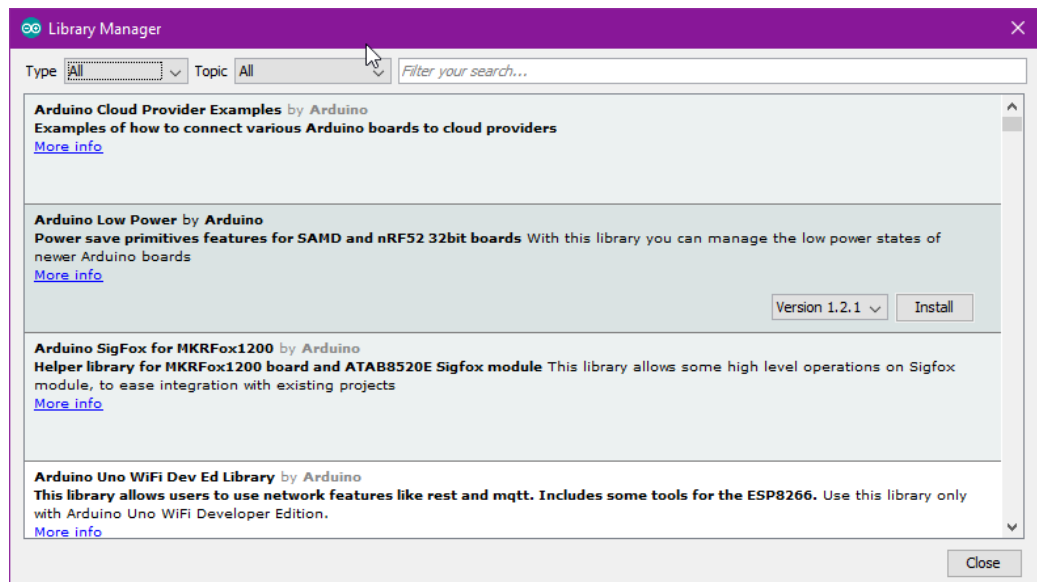 Library Manager
Type All Topic All Filter your search...
Arduino Cloud Provider Examples by Arduino
Examples of how to connect various Arduino boards to cloud providers
More info
Arduino Low Power by Arduino
Power save primitives features for SAMD and nRF52 32bit boards With this library you can manage the low power states of
newer Arduino boards
More info
Version 1.2.1 Install
Arduino SigFox for MKRFox1200 by Arduino
Helper library for MKRFox1200 board and ATAB8520E Sigfox module This library allows some high level operations on Sigfox
module, to ease integration with existing projects
More info
Arduino Uno WiFi Dev Ed Library by Arduino
This library allows users to use network features like rest and mqtt. Includes some tools for the ESP8266. Use this library only
with Arduino Uno WiFi Developer Edition.
More info
Close